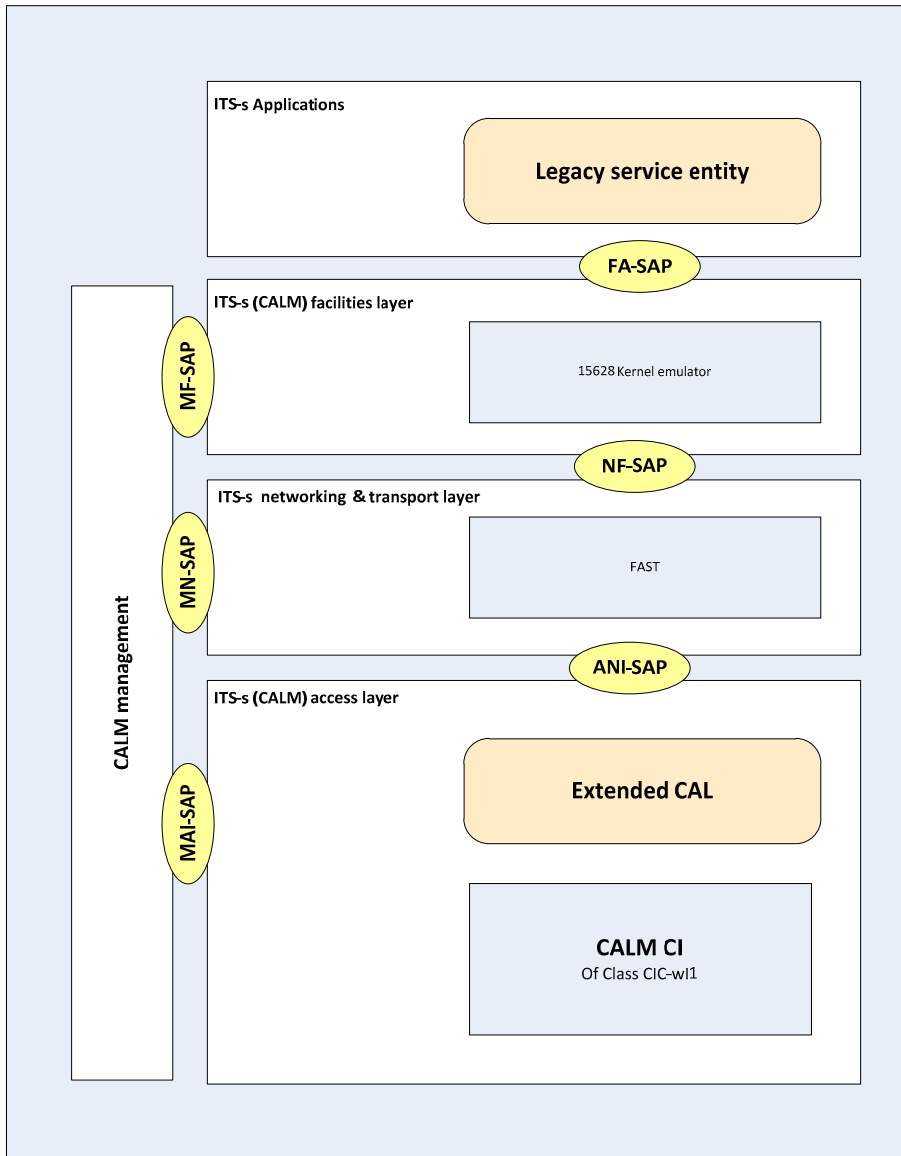 ITS-s Applications
Legacy service entity
FA-SAP
ITS-s (CALM) facilities layer
MF-SAP
15628 Kernel emulator
NF-SAP
ITS-s networking & transport layer
MN-SAP
FAST
ANI-SAP
ITS-s (CALM) access layer
CALM management
MAI-SAP
Extended CAL
CALM CI
Of Class CIC-wl1